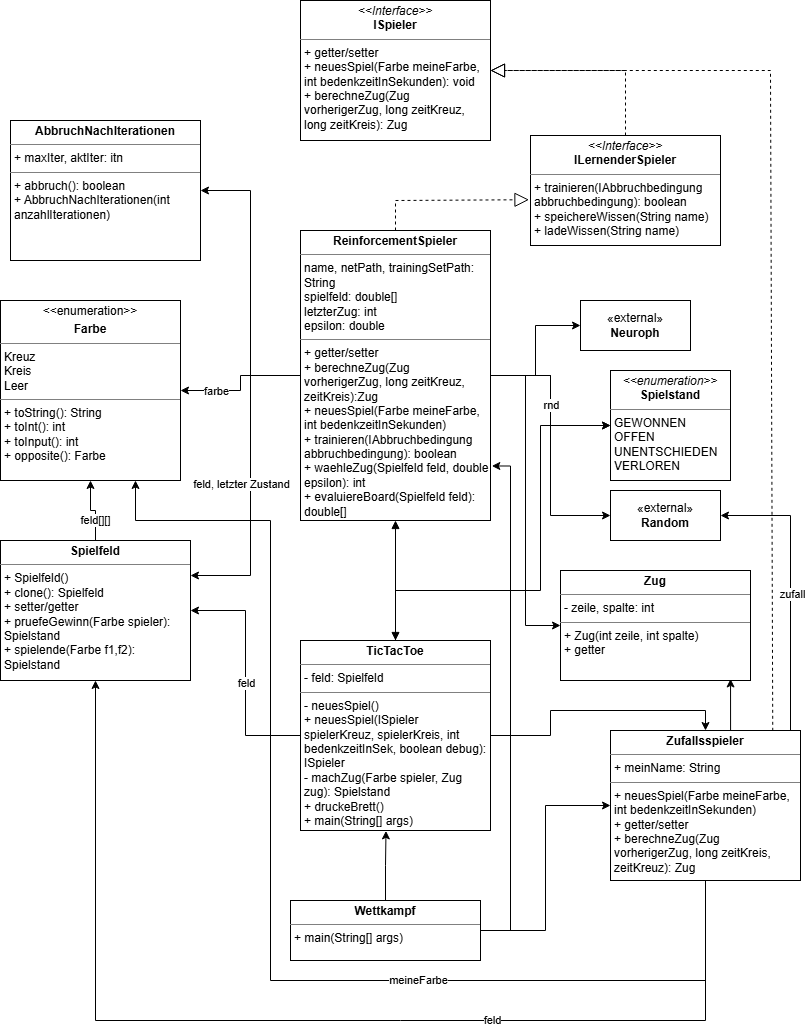 <<Interface>>
ISpieler
+ getter/setter
+ neuesSpiel(Farbe meineFarbe,
int bedenkzeitInSekunden): void
+ berechneZug(Zug
vorherigerZug, long zeitKreuz,
long zeitKreis): Zug
AbbruchNachIterationen
+ maxIter, aktIter: itn
+ abbruch(): boolean
+ AbbruchNachIterationen(int
anzahlIterationen)
<<Interface>>
ILernenderSpieler
+ trainieren(IAbbruchbedingung
abbruchbedingung): boolean
+ speichereWissen(String name)
+ ladeWissen(String name)
ReinforcementSpieler
name, netPath, trainingSetPath:
String
spielfeld: double[]
letzterZug: int
epsilon: double
+ getter/setter
+ berechneZug(Zug
vorherigerZug, long zeitKreuz,
zeitKreis):Zug
+ neuesSpiel(Farbe meineFarbe,
int bedenkzeitInSekunden)
+ trainieren(IAbbruchbedingung
abbruchbedingung): boolean
+ waehleZug(Spielfeld feld, double
epsilon): int
+ evaluiereBoard(Spielfeld feld):
double[]
<<enumeration>>
Farbe
Kreuz
Kreis
Leer
+ toString(): String
+ toInt(): int
+ toInput(): int
+ opposite(): Farbe
farbe
«external»
Neuroph
rnd
<<enumeration>>
Spielstand
GEWONNEN
OFFEN
UNENTSCHIEDEN
VERLOREN
feld, letzter Zustand
«external»
Random
feld[][]
Spielfeld
+ Spielfeld()
+ clone(): Spielfeld
+ setter/getter
+ pruefeGewinn(Farbe spieler):
Spielstand
+ spielende(Farbe f1,f2):
Spielstand
Zug
- zeile, spalte: int
+ Zug(int zeile, int spalte)
+ getter
zufall
feld
TicTacToe
- feld: Spielfeld
- neuesSpiel()
+ neuesSpiel(ISpieler
spielerKreuz, spielerKreis, int
bedenkzeitInSek, boolean debug):
ISpieler
- machZug(Farbe spieler, Zug
zug): Spielstand
+ druckeBrett()
+ main(String[] args)
Zufallsspieler
+ meinName: String
+ neuesSpiel(Farbe meineFarbe,
int bedenkzeitInSekunden)
+ getter/setter
+ berechneZug(Zug
vorherigerZug, long zeitKreis,
zeitKreuz): Zug
Wettkampf
+ main(String[] args)
meineFarbe
feld